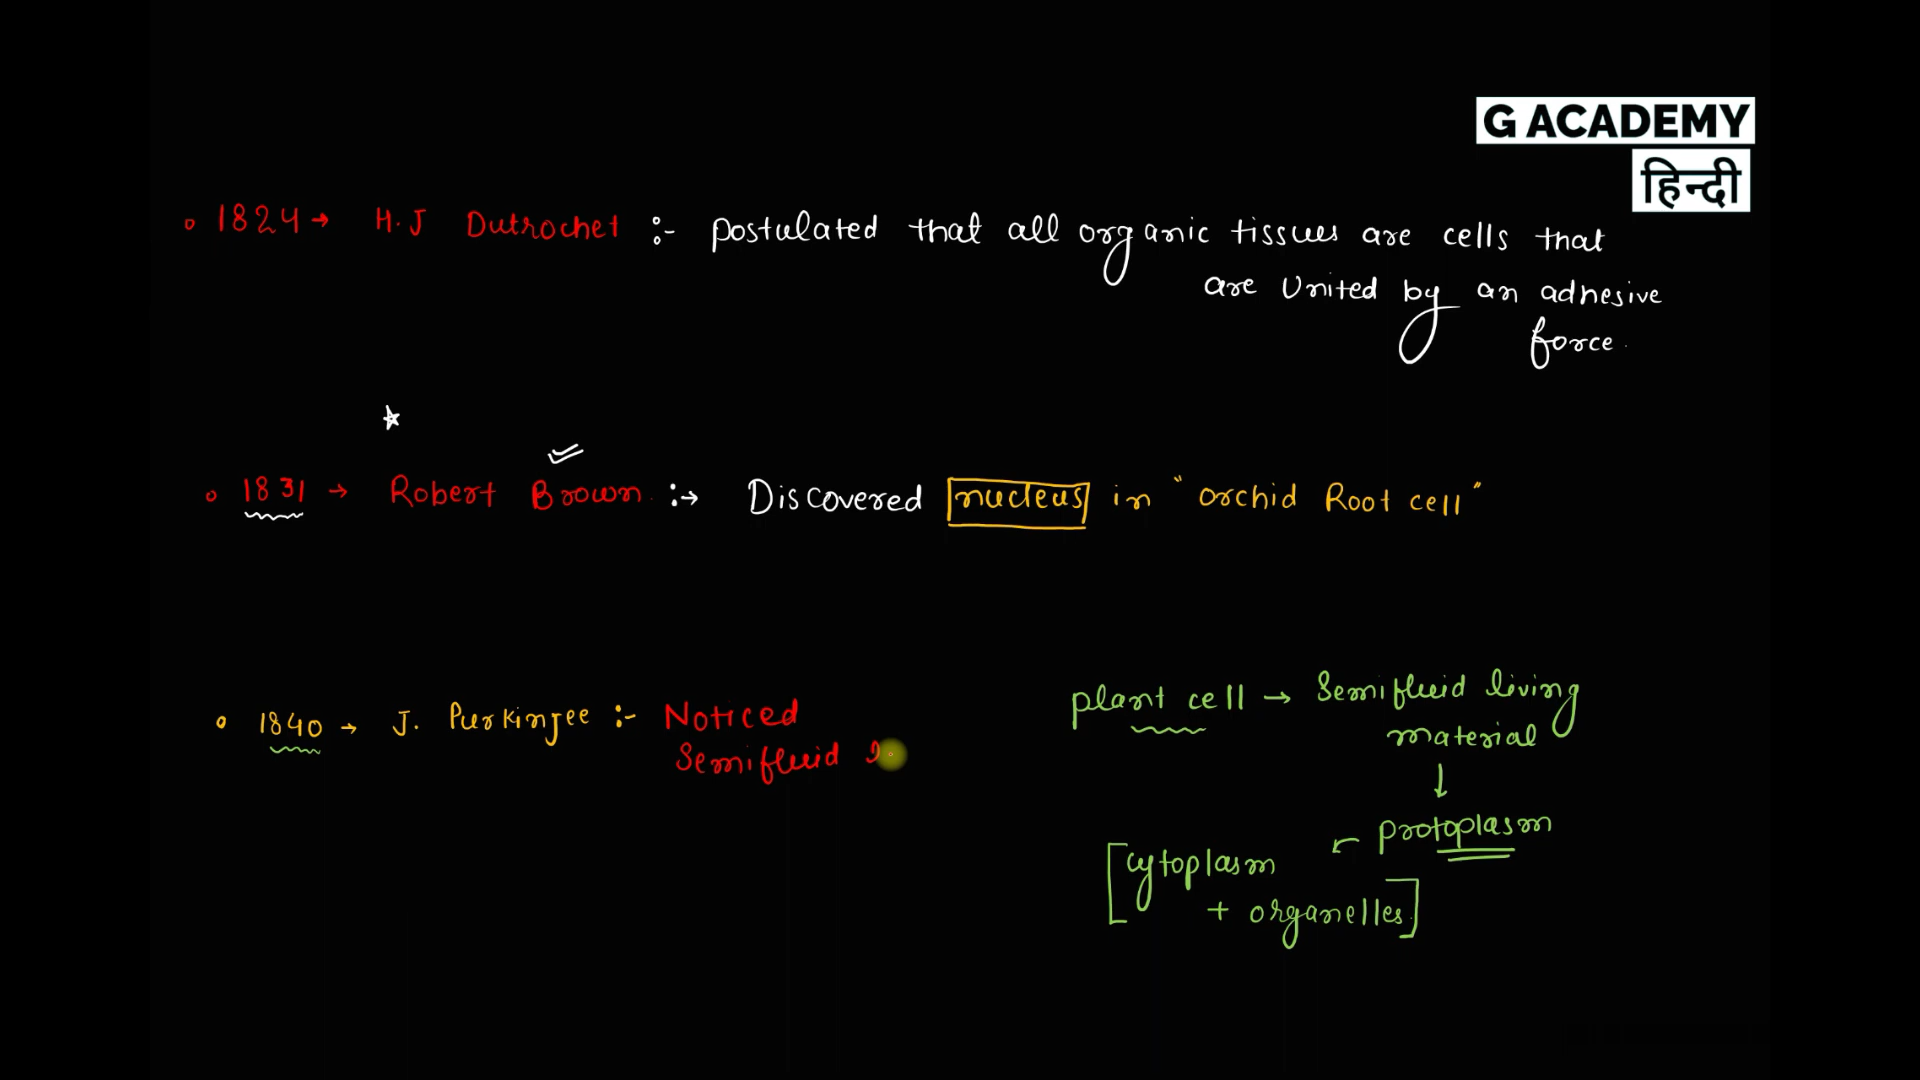 G ACADEMY
हिन्दी
1824 → H.J Dutrochet :- postulated that all organic tissues are cells that
are United by an adhesive
force.
1831 → Robert Brown :→ Discovered nucleus in "orchid Root cell"
1840 → J. Purkinjee :- Noticed
Semifluid
plant cell → Semifluid living
material
↓
← protoplasm
[cytoplasm
+ organelles]